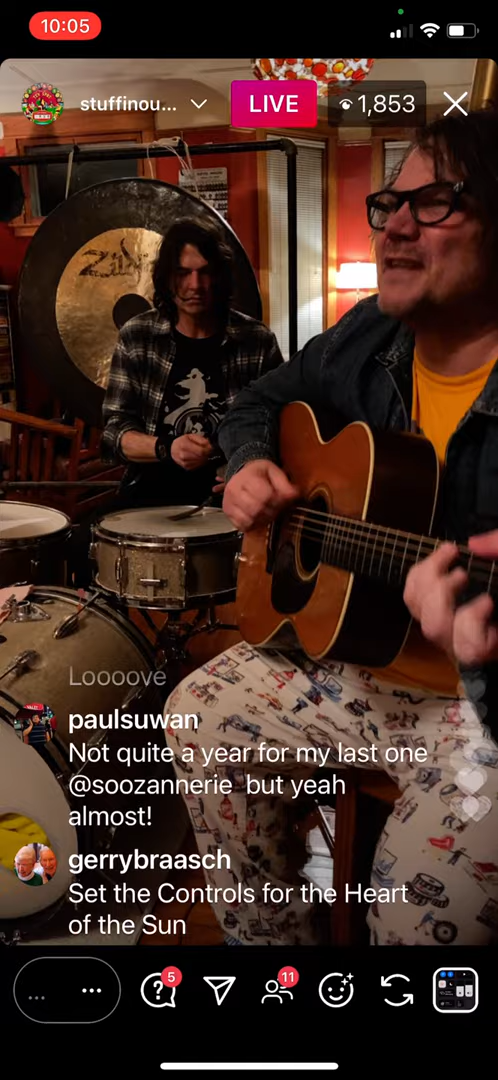 10:05
stuffinou...
LIVE
1,853
Zild
Loooove
paulsuwan
Not quite a year for my last one
@soozannerie but yeah
almost!
gerrybraasch
Set the Controls for the Heart
of the Sun
... ...
5
11